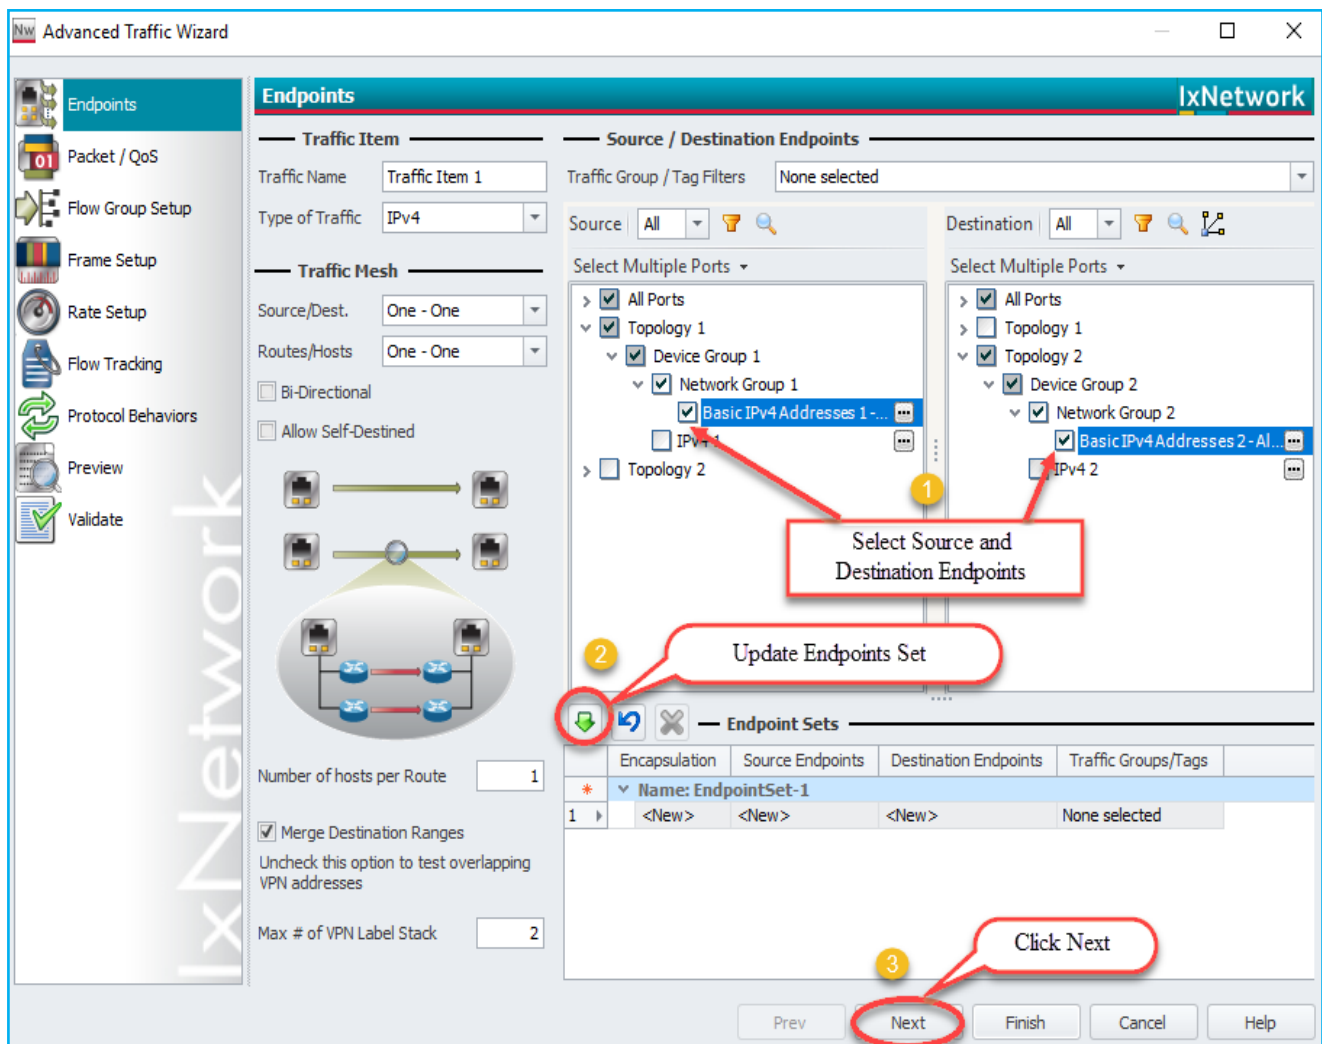 Nw Advanced Traffic Wizard
Endpoints
Packet / QoS
Flow Group Setup
Frame Setup
Rate Setup
Flow Tracking
Protocol Behaviors
Preview
Validate
01
IxNetwork
Endpoints
IxNetwork
Traffic Item
Traffic Name Traffic Item 1
Type of Traffic IPv4
Traffic Mesh
Source/Dest. One - One
Routes/Hosts One - One
Bi-Directional
Allow Self-Destined
Number of hosts per Route 1
Merge Destination Ranges
Uncheck this option to test overlapping
VPN addresses
Max # of VPN Label Stack 2
Source / Destination Endpoints
Traffic Group / Tag Filters None selected
Source All
Select Multiple Ports
All Ports
Topology 1
Device Group 1
Network Group 1
Basic IPv4 Addresses 1-...
IPv4 1
Topology 2
Destination All
Select Multiple Ports
All Ports
Topology 1
Topology 2
Device Group 2
Network Group 2
Basic IPv4 Addresses 2-Al...
IPv4 2
1
Select Source and
Destination Endpoints
2
Update Endpoints Set
Endpoint Sets
Encapsulation Source Endpoints Destination Endpoints Traffic Groups/Tags
* Name: EndpointSet-1
1 <New> <New> <New> None selected
3
Click Next
Prev Next Finish Cancel Help